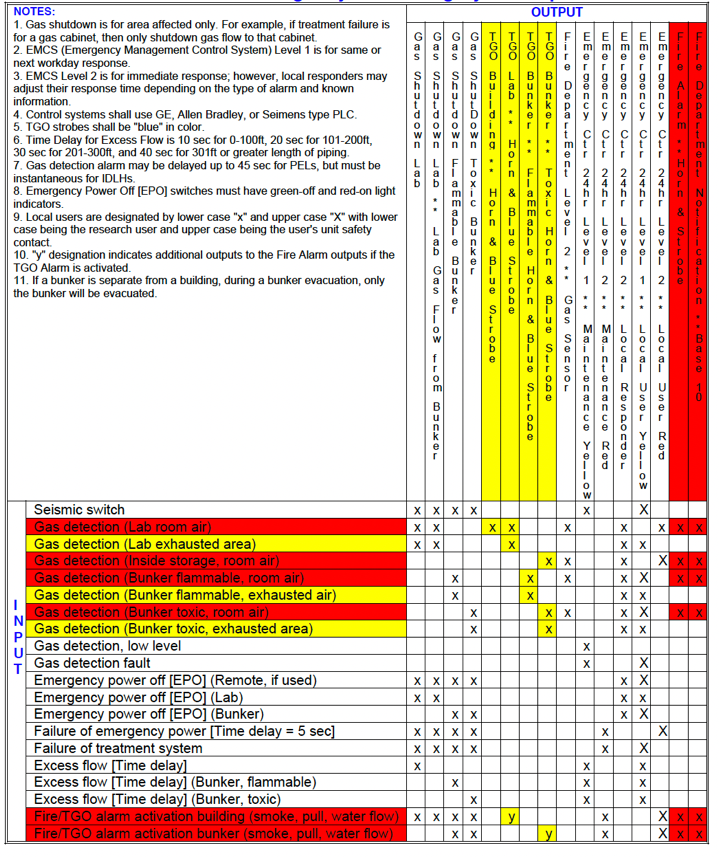 NOTES:
1. Gas shutdown is for area affected only. For example, if treatment failure is
for a gas cabinet, then only shutdown gas flow to that cabinet.
2. EMCS (Emergency Management Control System) Level 1 is for same or
next workday response.
3. EMCS Level 2 is for immediate response; however, local responders may
adjust their response time depending on the type of alarm and known
information.
4. Control systems shall use GE, Allen Bradley, or Seimens type PLC.
5. TGO strobes shall be "blue" in color.
6. Time Delay for Excess Flow is 10 sec for 0-100ft, 20 sec for 101-200ft,
30 sec for 201-300ft, and 40 sec for 301ft or greater length of piping.
7. Gas detection alarm may be delayed up to 45 sec for PELs, but must be
instantaneous for IDLHs.
8. Emergency Power Off [EPO] switches must have green-off and red-on light
indicators.
9. Local users are designated by lower case "x" and upper case "X" with lower
case being the research user and upper case being the user's unit safety
contact.
10. "y" designation indicates additional outputs to the Fire Alarm outputs if the
TGO Alarm is activated.
11. If a bunker is separate from a building, during a bunker evacuation, only
the bunker will be evacuated.
OUTPUT
Gas Shutdown Lab
Gas Shutdown Lab ** Lab Gas Flow from Bunker
Gas Shutdown Flammable Bunker
Gas Shutdown Toxic Bunker
TGO Building ** Horn & Blue Strobe
TGO Lab ** Horn & Blue Strobe
TGO Bunker ** Flammable Horn & Blue Strobe
TGO Bunker ** Toxic Horn & Blue Strobe
Fire Department Level 2 ** Gas Sensor
Emergency Ctr 24hr Level 1 ** Maintenance Yellow
Emergency Ctr 24hr Level 2 ** Maintenance Red
Emergency Ctr 24hr Level 2 ** Local Responder
Emergency Ctr 24hr Level 1 ** Local User Yellow
Emergency Ctr 24hr Level 2 ** Local User Red
Fire Alarm ** Horn & Strobe
Fire Department Notification ** Base 10
INPUT
Seismic switch x x x x x X
Gas detection (Lab room air) x x x x x x x x x
Gas detection (Lab exhausted area) x x x x x
Gas detection (Inside storage, room air) x x x X x x
Gas detection (Bunker flammable, room air) x x x x X x x
Gas detection (Bunker flammable, exhausted air) x x x x
Gas detection (Bunker toxic, room air) x x x x X x x
Gas detection (Bunker toxic, exhausted area) x x x x
Gas detection, low level x
Gas detection fault x X
Emergency power off [EPO] (Remote, if used) x x x x x X
Emergency power off [EPO] (Lab) x x x x
Emergency power off [EPO] (Bunker) x x x X
Failure of emergency power [Time delay = 5 sec] x x x x x X
Failure of treatment system x x x x x X
Excess flow [Time delay] x x x
Excess flow [Time delay] (Bunker, flammable) x x x
Excess flow [Time delay] (Bunker, toxic) x x x
Fire/TGO alarm activation building (smoke, pull, water flow) x x x x y x X x x
Fire/TGO alarm activation bunker (smoke, pull, water flow) x x y x X x x